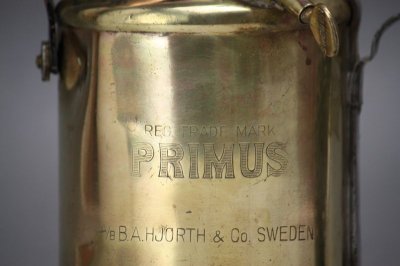 REG. TRADE MARK
PRIMUS
A/B B.A. HJORTH & Co. SWEDEN